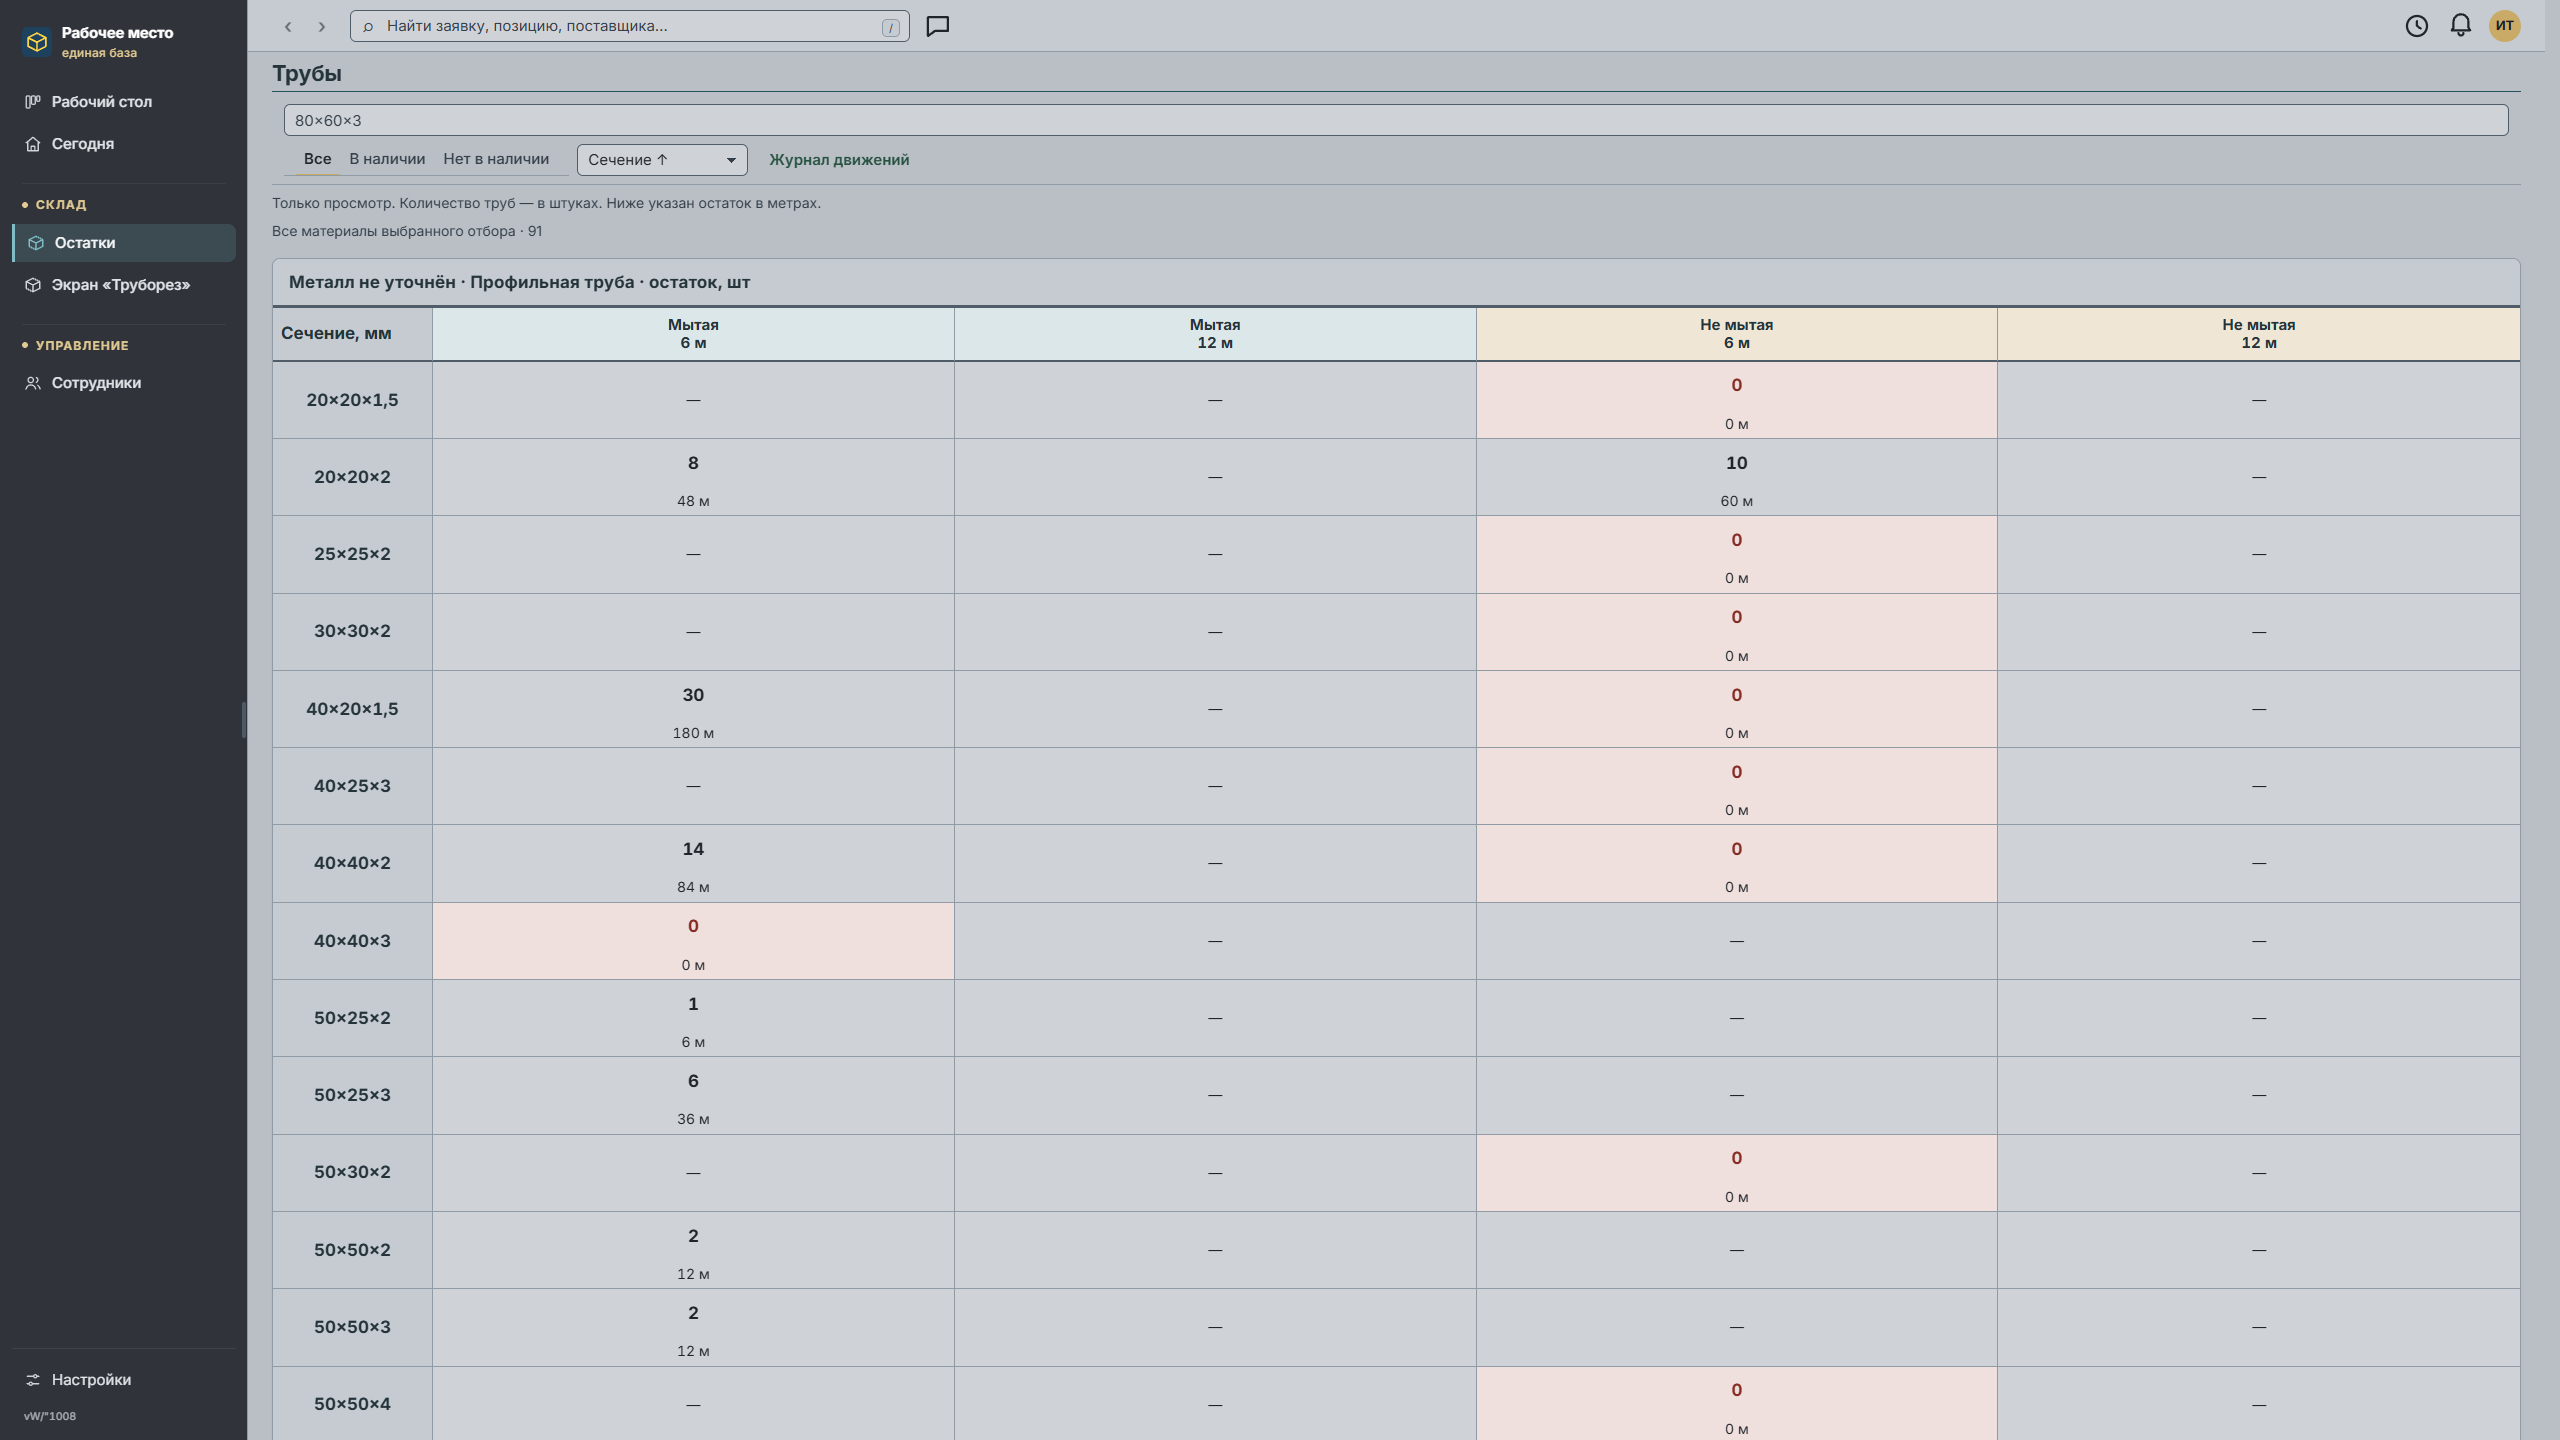 Рабочее место
единая база
Рабочий стол
Сегодня
СКЛАД
Остатки
Экран «Труборез»
УПРАВЛЕНИЕ
Сотрудники
Настройки
vW/"1008
Найти заявку, позицию, поставщика...
/
ИТ
Трубы
80×60×3
Все В наличии Нет в наличии Сечение ↑ Журнал движений
Только просмотр. Количество труб — в штуках. Ниже указан остаток в метрах.
Все материалы выбранного отбора · 91
Металл не уточнён · Профильная труба · остаток, шт
Сечение, мм Мытая 6 м Мытая 12 м Не мытая 6 м Не мытая 12 м
20×20×1,5 — — 0 —
0 м
20×20×2 8 — 10 —
48 м 60 м
25×25×2 — — 0 —
0 м
30×30×2 — — 0 —
0 м
40×20×1,5 30 — 0 —
180 м 0 м
40×25×3 — — 0 —
0 м
40×40×2 14 — 0 —
84 м 0 м
40×40×3 0 — — —
0 м
50×25×2 1 — — —
6 м
50×25×3 6 — — —
36 м
50×30×2 — — 0 —
0 м
50×50×2 2 — — —
12 м
50×50×3 2 — — —
12 м
50×50×4 — — 0 —
0 м